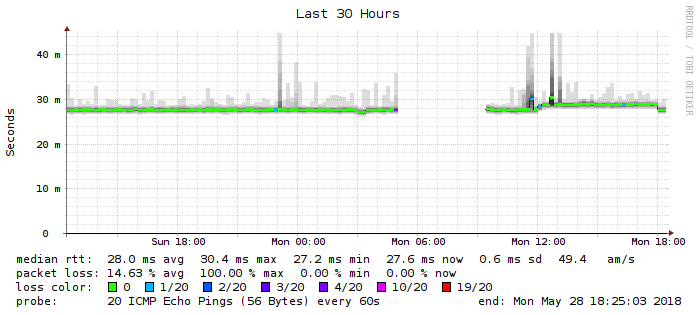 Last 30 Hours
RRDTOOL / TOBI OETIKER
Seconds
40 m
30 m
20 m
10 m
0
Sun 18:00 Mon 00:00 Mon 06:00 Mon 12:00 Mon 18:00
median rtt: 28.0 ms avg 30.4 ms max 27.2 ms min 27.6 ms now 0.6 ms sd 49.4 am/s
packet loss: 14.63 % avg 100.00 % max 0.00 % min 0.00 % now
loss color: 0 1/20 2/20 3/20 4/20 10/20 19/20
probe: 20 ICMP Echo Pings (56 Bytes) every 60s end: Mon May 28 18:25:03 2018